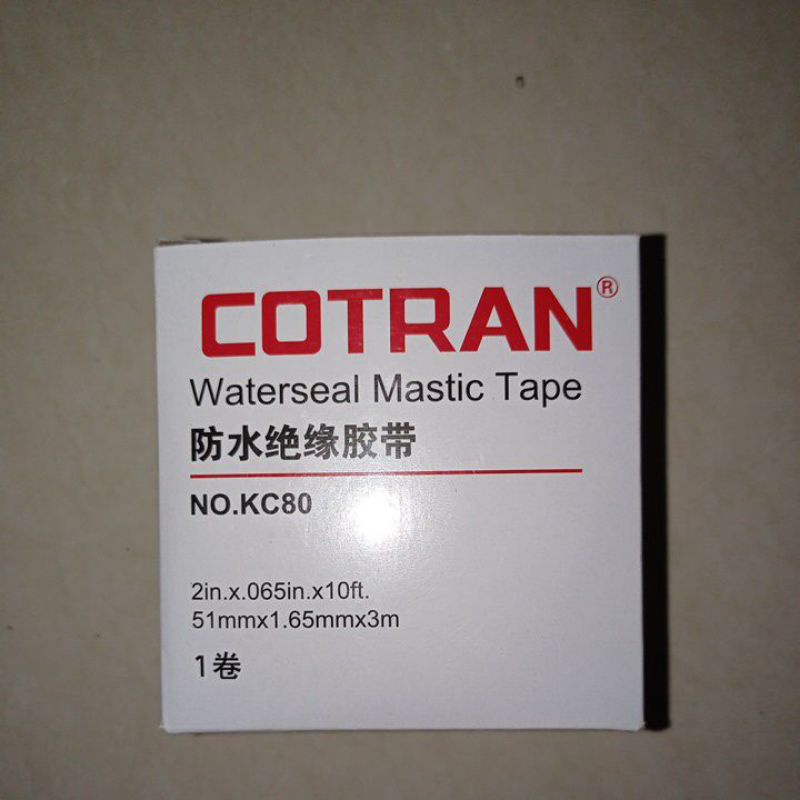 COTRAN®
Waterseal Mastic Tape
防水绝缘胶带
NO.KC80
2in.x.065in.x10ft.
51mmx1.65mmx3m
1卷